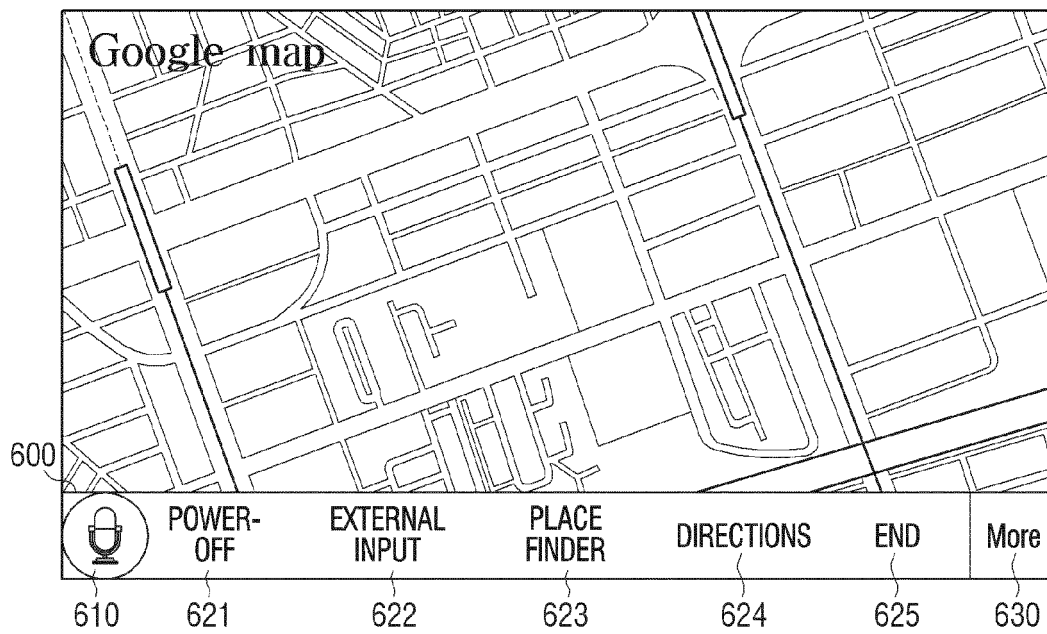 Google map
600
POWER-
OFF
EXTERNAL
INPUT
PLACE
FINDER
DIRECTIONS
END
More
610
621
622
623
624
625
630